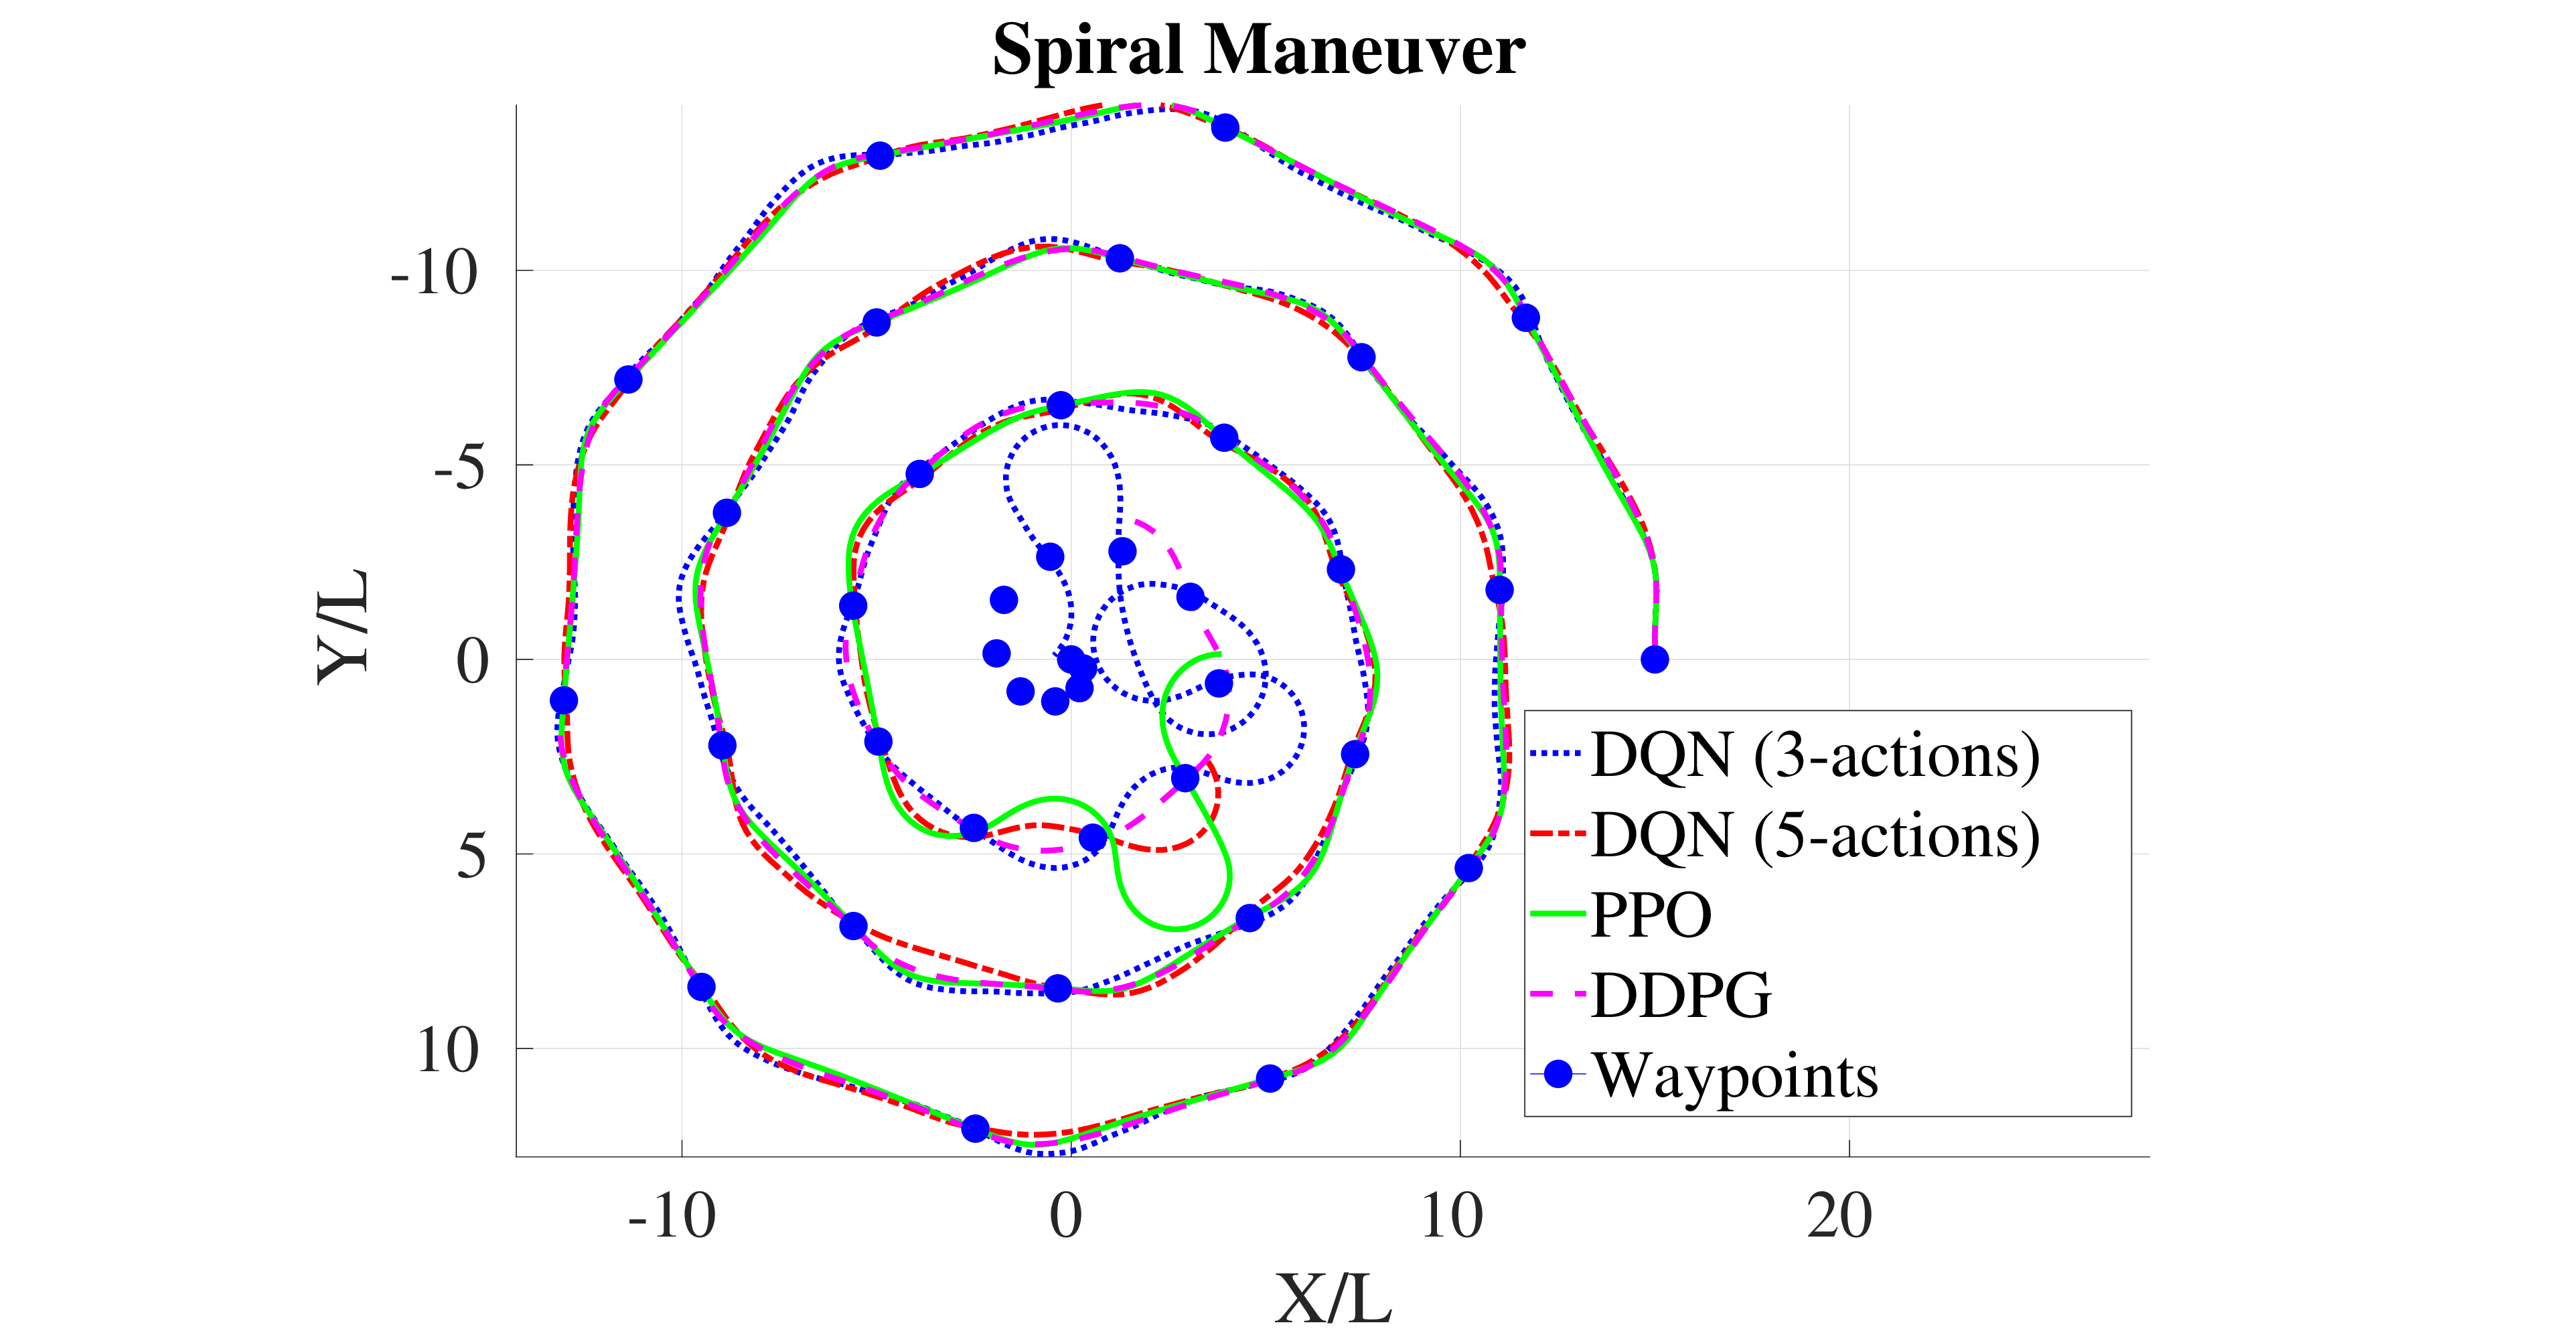 Spiral Maneuver
-10
-5
0
5
10
Y/L
-10
0
10
20
X/L
DQN (3-actions)
DQN (5-actions)
PPO
DDPG
Waypoints